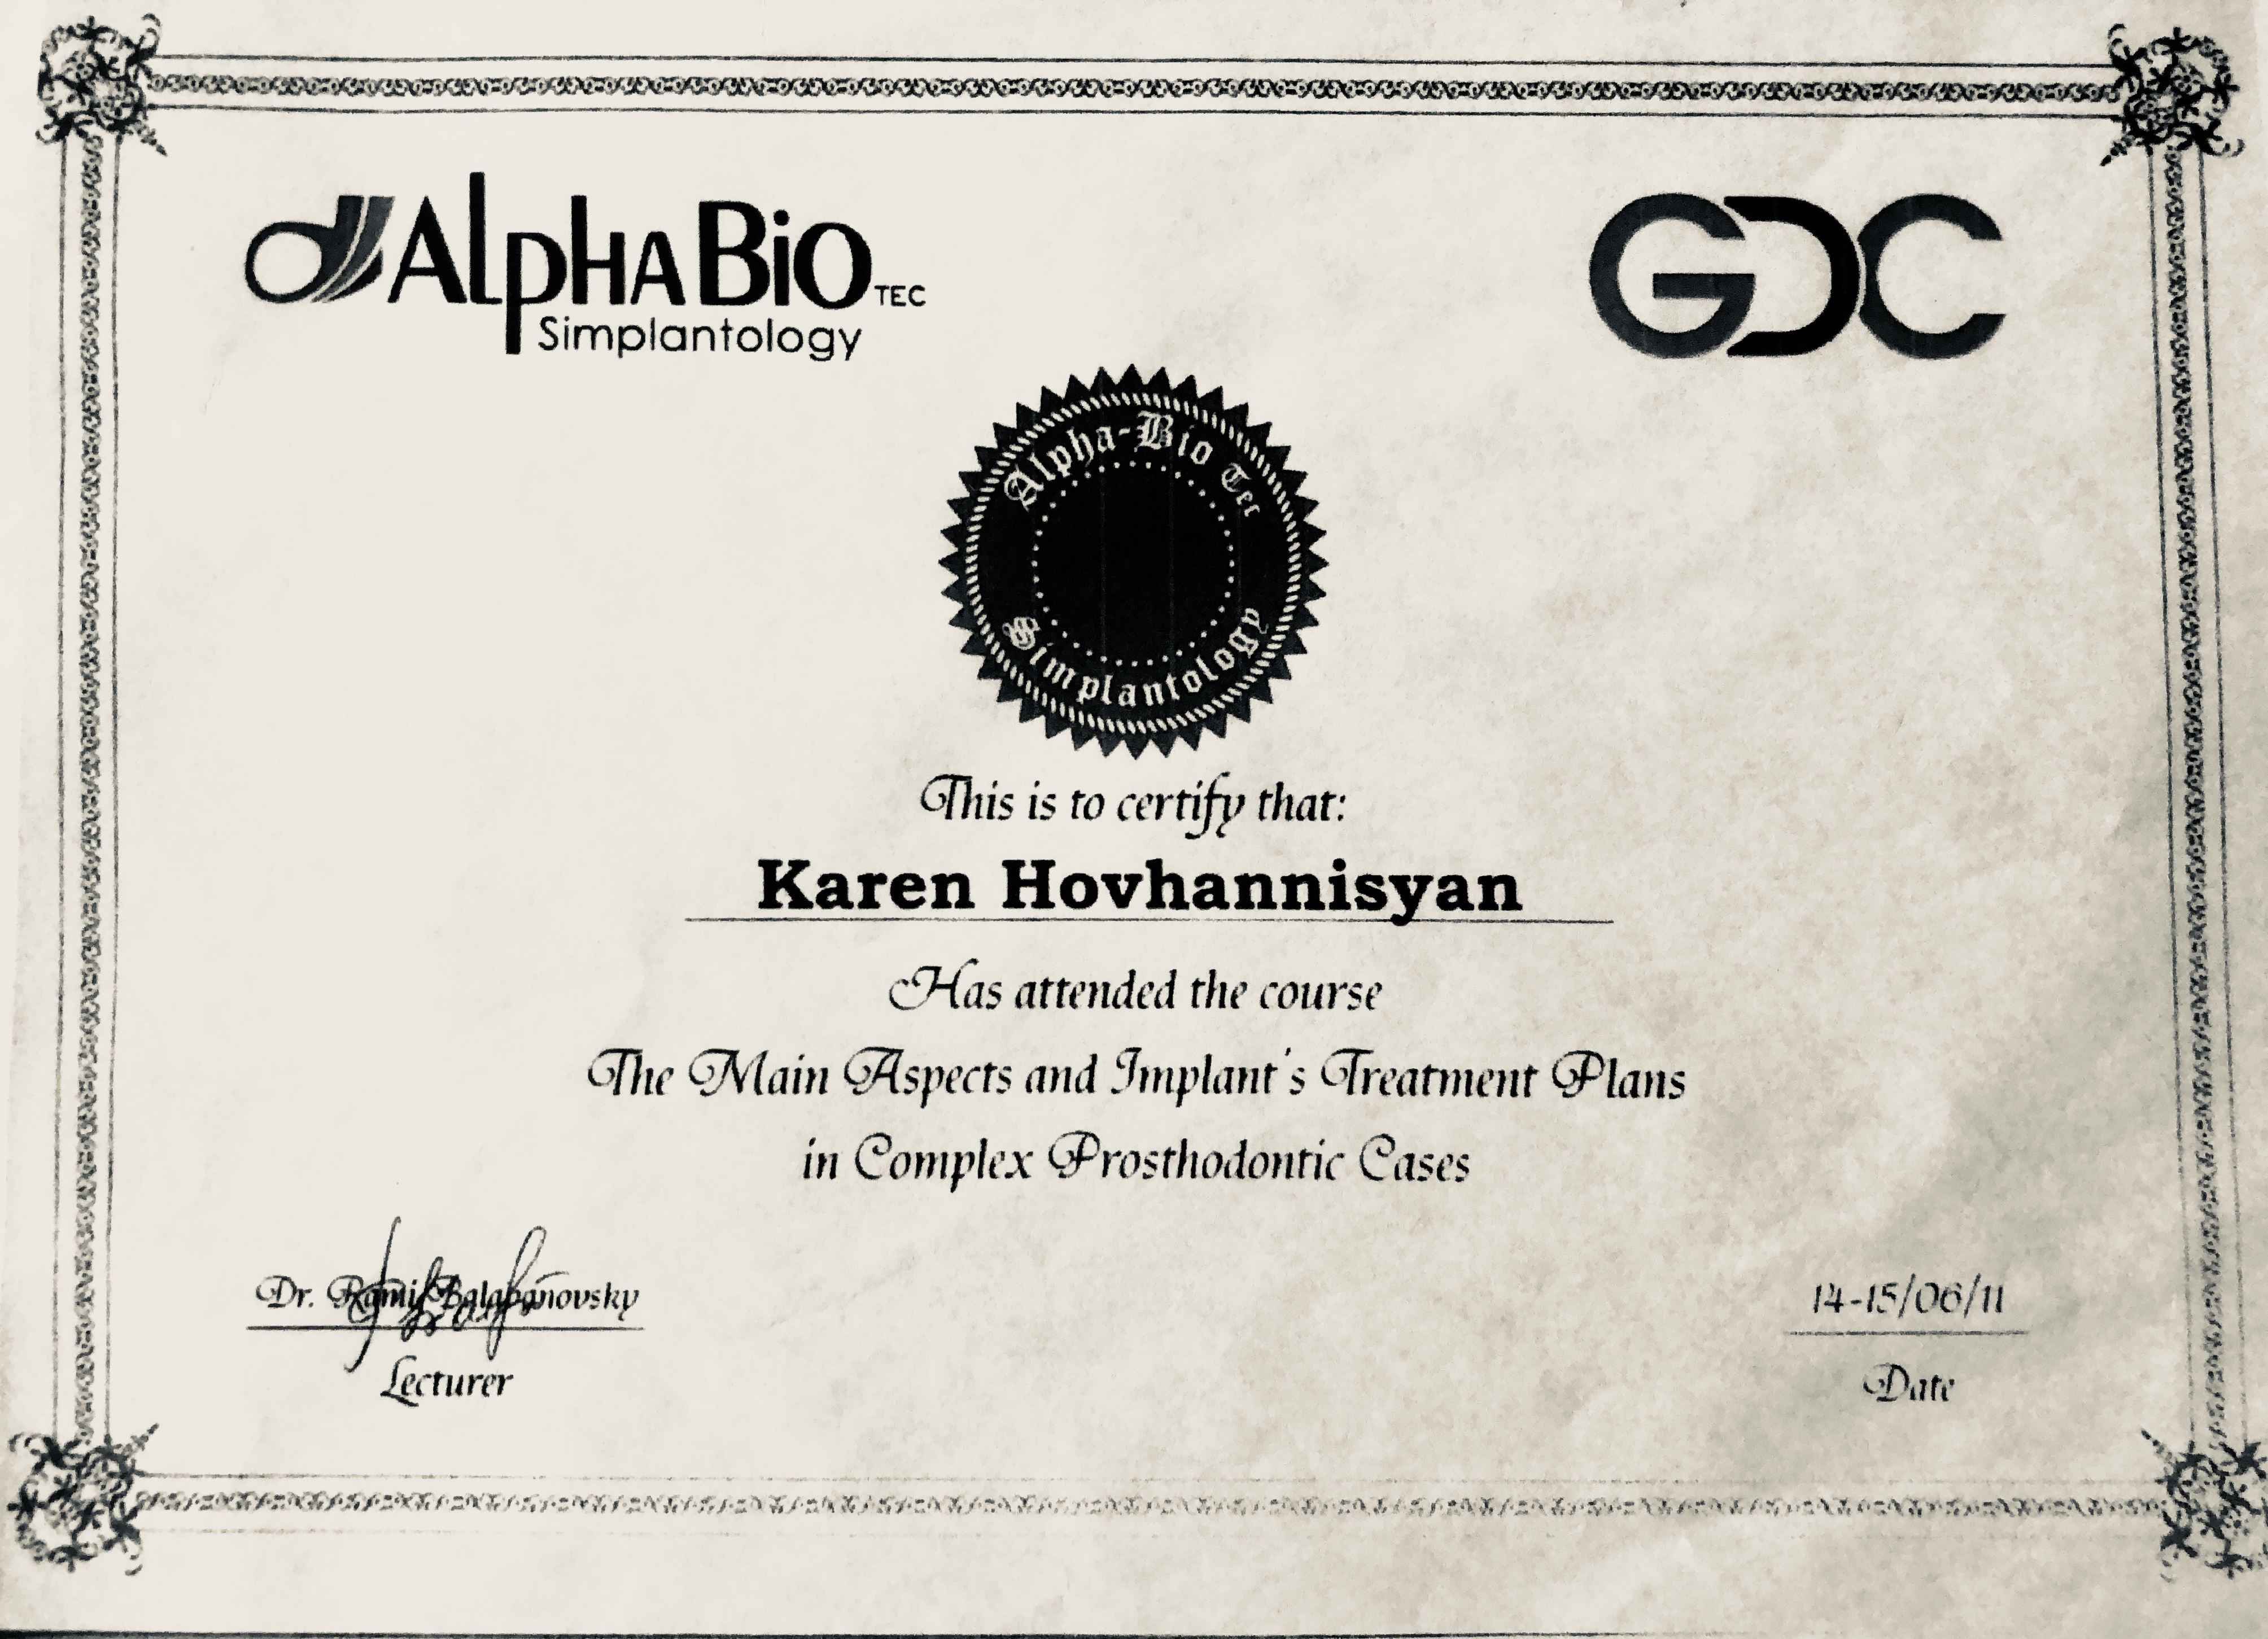 AlphaBio TEC
Simplantology
GDC
Alpha-Bio Tec
Simplantology
This is to certify that:
Karen Hovhannisyan
Has attended the course
The Main Aspects and Implant's Treatment Plans
in Complex Prosthodontic Cases
Dr. Ramil Balabanovsky
Lecturer
14-15/06/11
Date